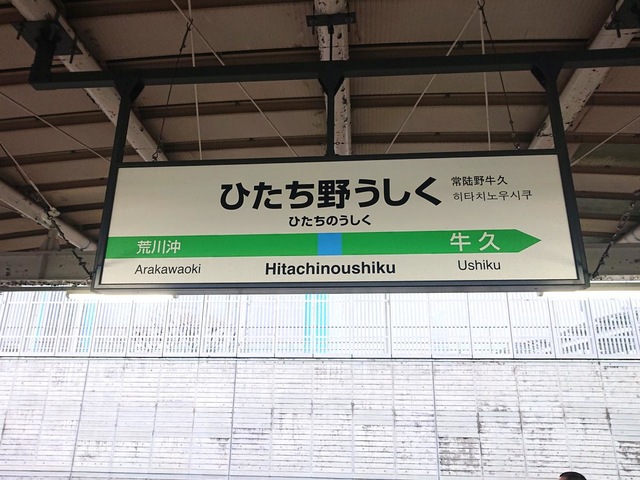 ひたち野うしく
常陸野牛久
히타치노우시쿠
ひたちのうしく
荒川沖
牛久
Arakawaoki
Hitachinoushiku
Ushiku